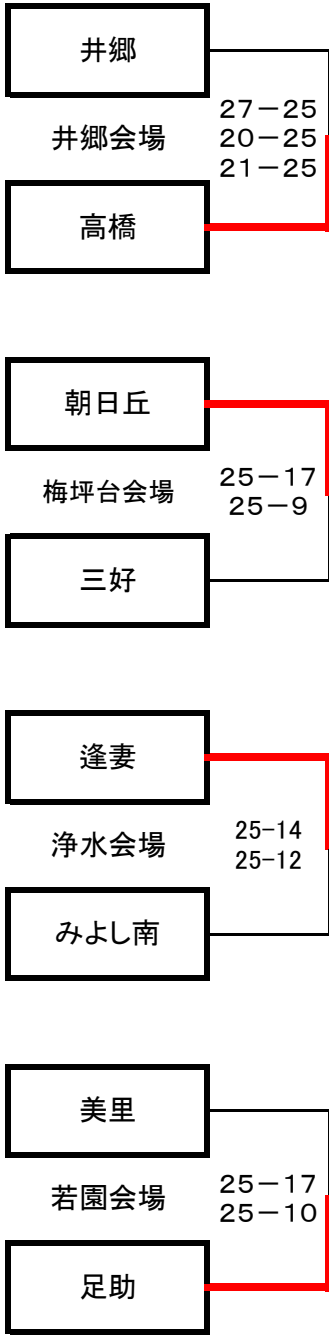 井郷
27－25
井郷会場
20－25
21－25
高橋
朝日丘
25－17
梅坪台会場
25－9
三好
逢妻
25-14
浄水会場
25-12
みよし南
美里
25－17
若園会場
25－10
足助